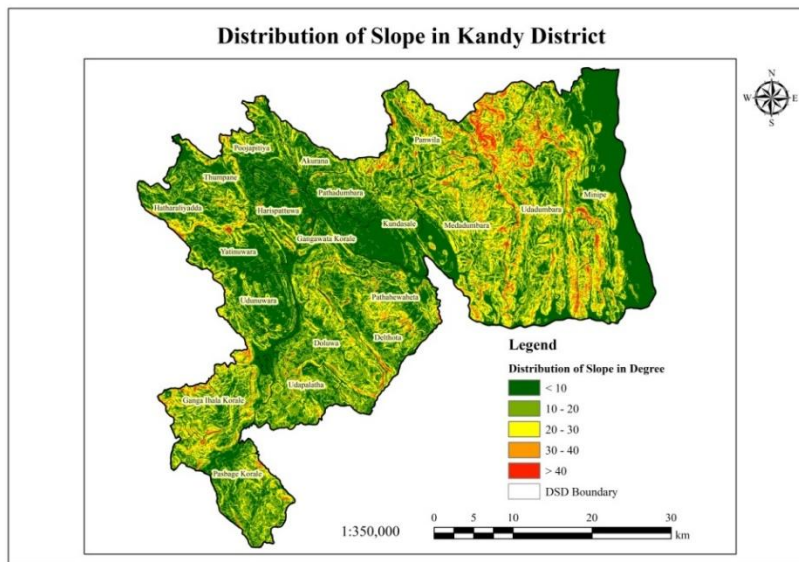 Distribution of Slope in Kandy District
N
W E
S
Panwila
Poojapitiya
Akurana
Thumpane
Pathadumbara
Hatharaliyadda
Harispattuwa
Minipe
Udadumbara
Kundasale
Medadumbara
Gangawata Korale
Yatinuwara
Udunuwara
Pathahewaheta
Doluwa
Delthota
Udapalatha
Ganga Ihala Korale
Pasbage Korale
Legend
Distribution of Slope in Degree
< 10
10 - 20
20 - 30
30 - 40
> 40
DSD Boundary
1:350,000
0 5 10 20 30
km